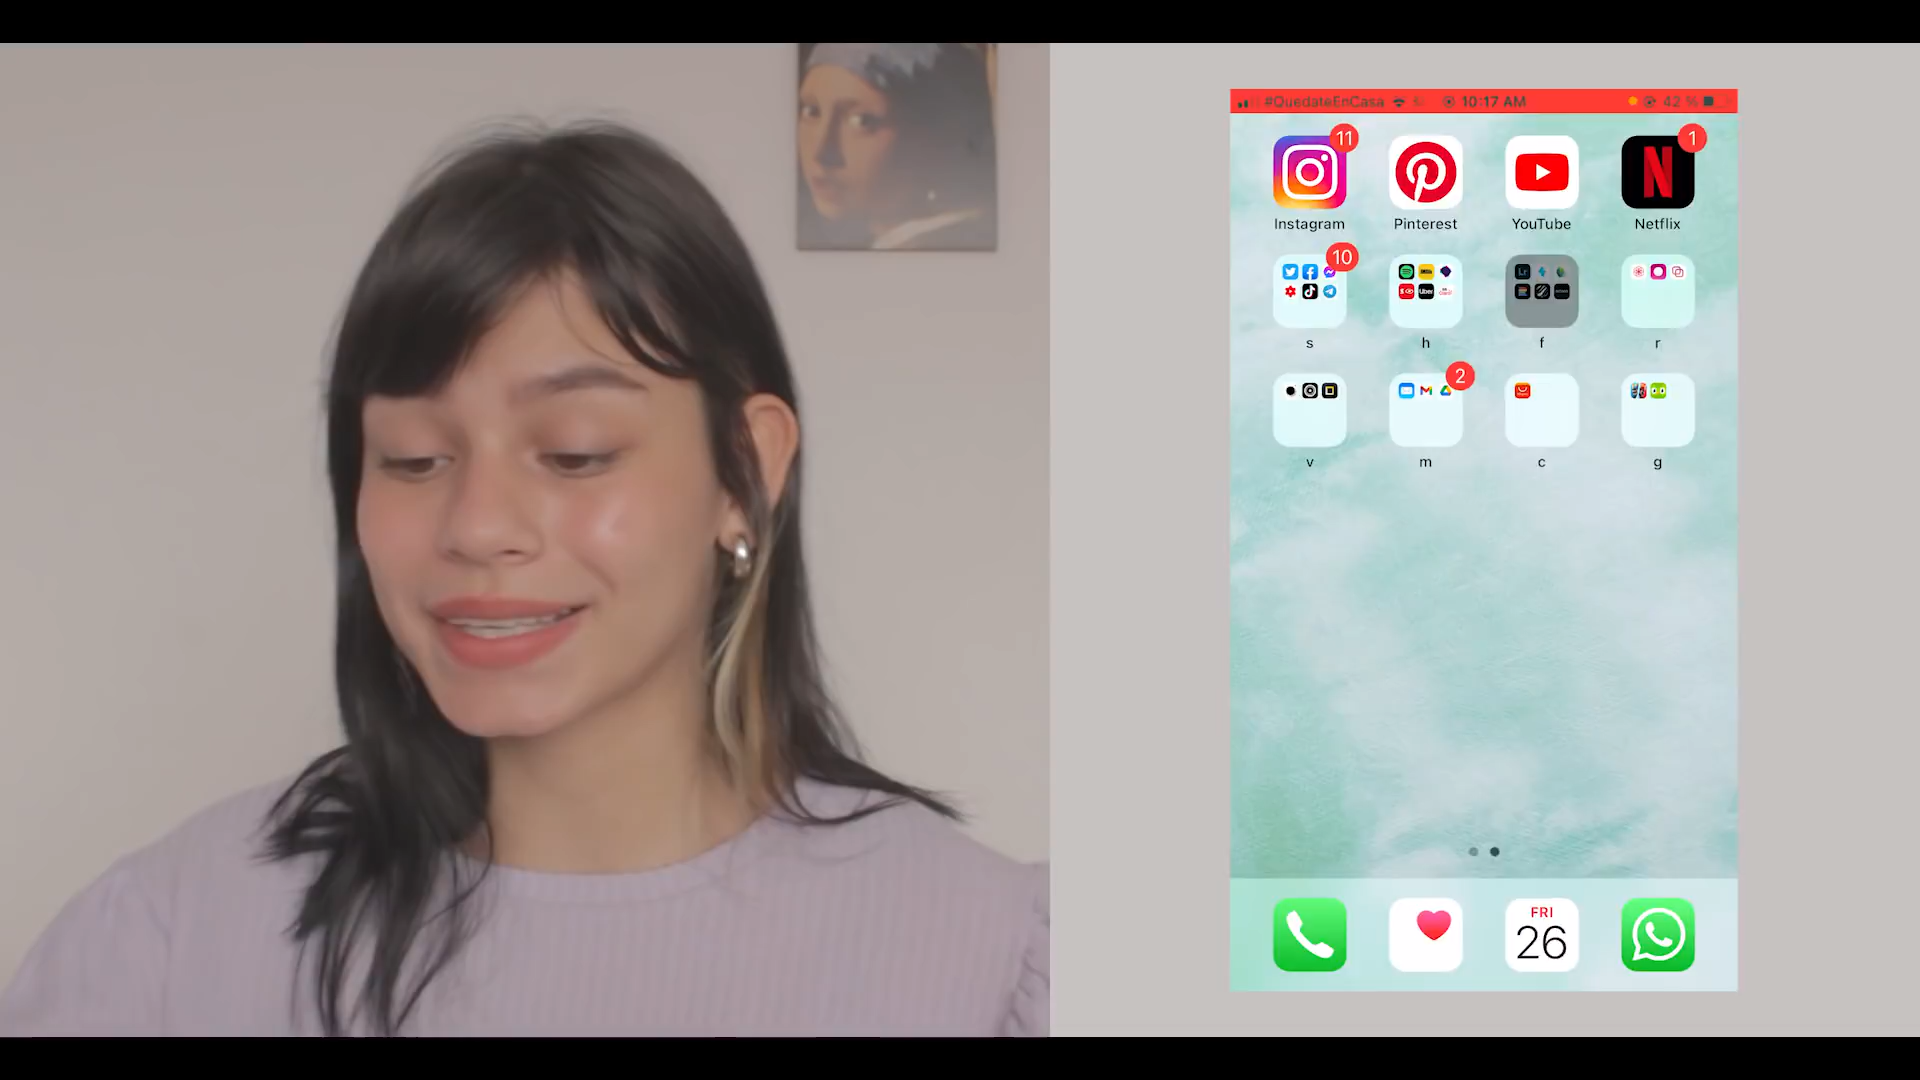 #QuedateEnCasa 10:17 AM 42 %
11
1
Instagram Pinterest YouTube Netflix
10
s h f r
2
v m c g
FRI
26